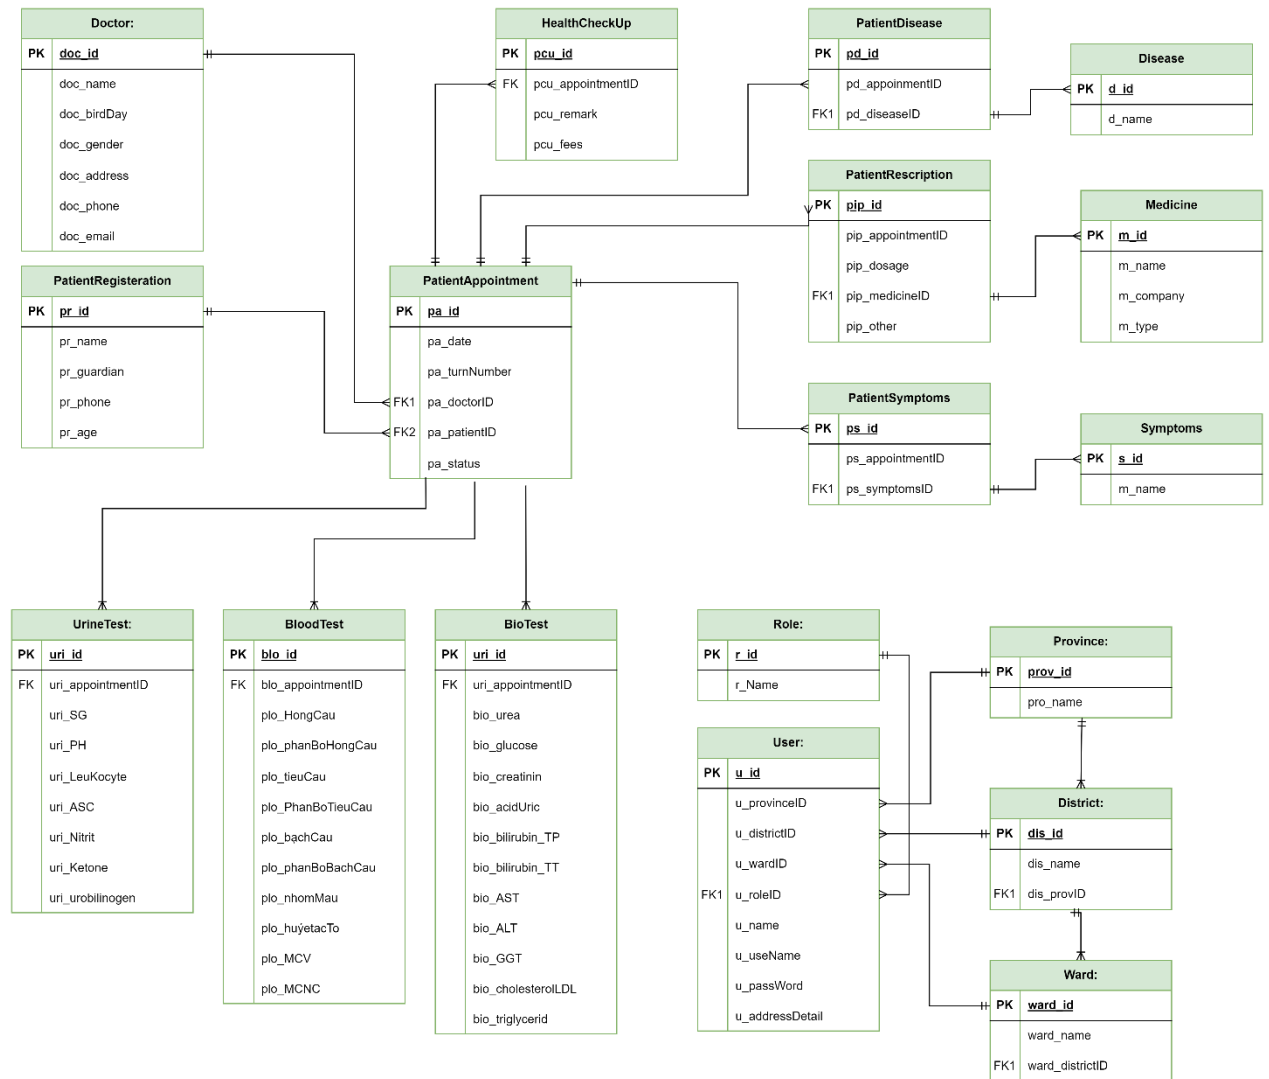 Doctor:
PK doc_id
doc_name
doc_birdDay
doc_gender
doc_address
doc_phone
doc_email
HealthCheckUp
PK pcu_id
FK pcu_appointmentID
pcu_remark
pcu_fees
PatientDisease
PK pd_id
pd_appoinmentID
FK1 pd_diseaseID
Disease
PK d_id
d_name
PatientRescription
PK pip_id
pip_appointmentID
pip_dosage
FK1 pip_medicineID
pip_other
Medicine
PK m_id
m_name
m_company
m_type
PatientRegisteration
PK pr_id
pr_name
pr_guardian
pr_phone
pr_age
PatientAppointment
PK pa_id
pa_date
pa_turnNumber
FK1 pa_doctorID
FK2 pa_patientID
pa_status
PatientSymptoms
PK ps_id
ps_appointmentID
FK1 ps_symptomsID
Symptoms
PK s_id
m_name
UrineTest:
PK uri_id
FK uri_appointmentID
uri_SG
uri_PH
uri_LeuKocyte
uri_ASC
uri_Nitrit
uri_Ketone
uri_urobilinogen
BloodTest
PK blo_id
FK blo_appointmentID
plo_HongCau
plo_phanBoHongCau
plo_tieuCau
plo_PhanBoTieuCau
plo_bạchCau
plo_phanBoBachCau
plo_nhomMau
plo_huýetacTo
plo_MCV
plo_MCNC
BioTest
PK uri_id
FK uri_appointmentID
bio_urea
bio_glucose
bio_creatinin
bio_acidUric
bio_bilirubin_TP
bio_bilirubin_TT
bio_AST
bio_ALT
bio_GGT
bio_cholesterolLDL
bio_triglycerid
Role:
PK r_id
r_Name
User:
PK u_id
u_provinceID
u_districtID
u_wardID
FK1 u_roleID
u_name
u_useName
u_passWord
u_addressDetail
Province:
PK prov_id
pro_name
District:
PK dis_id
dis_name
FK1 dis_provID
Ward:
PK ward_id
ward_name
FK1 ward_districtID